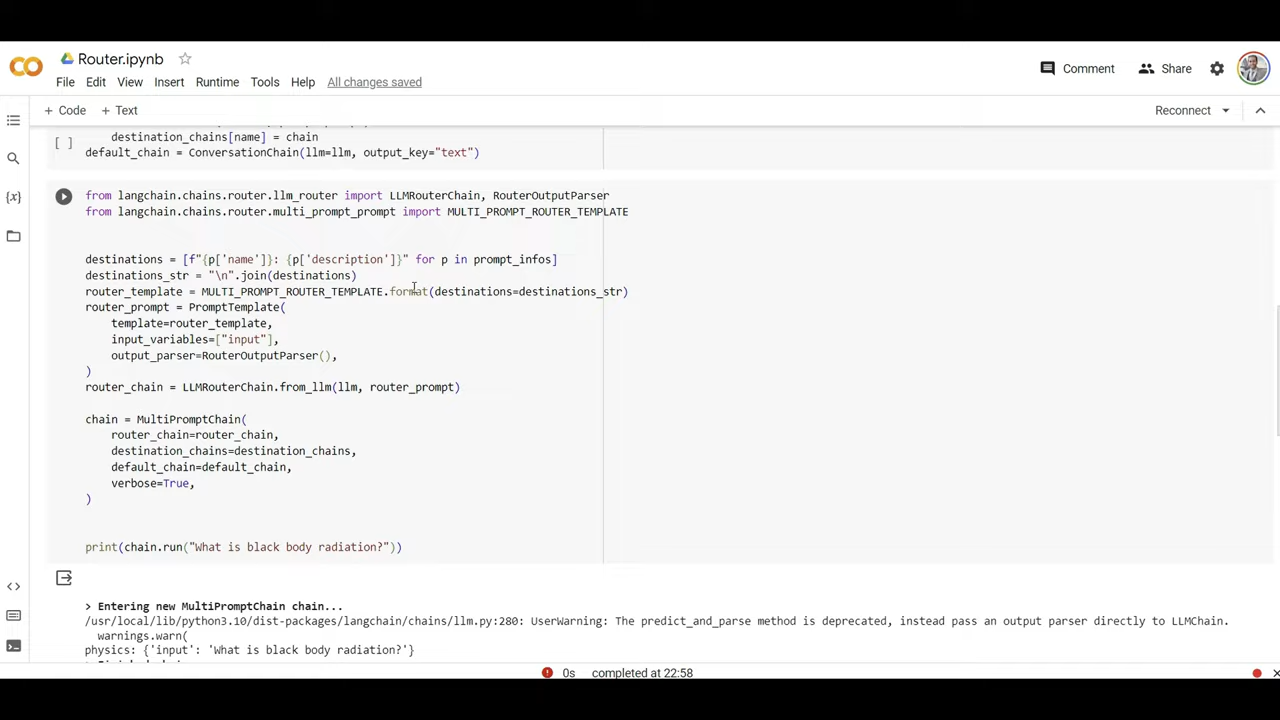 Router.ipynb
Comment
Share
File Edit View Insert Runtime Tools Help All changes saved
+ Code + Text
Reconnect
destination_chains[name] = chain
[ ]
default_chain = ConversationChain(llm=llm, output_key="text")
from langchain.chains.router.llm_router import LLMRouterChain, RouterOutputParser
from langchain.chains.router.multi_prompt_prompt import MULTI_PROMPT_ROUTER_TEMPLATE
destinations = [f"{p['name']}: {p['description']}" for p in prompt_infos]
destinations_str = "\n".join(destinations)
router_template = MULTI_PROMPT_ROUTER_TEMPLATE.format(destinations=destinations_str)
router_prompt = PromptTemplate(
template=router_template,
input_variables=["input"],
output_parser=RouterOutputParser(),
)
router_chain = LLMRouterChain.from_llm(llm, router_prompt)
chain = MultiPromptChain(
router_chain=router_chain,
destination_chains=destination_chains,
default_chain=default_chain,
verbose=True,
)
print(chain.run("What is black body radiation?"))
> Entering new MultiPromptChain chain...
/usr/local/lib/python3.10/dist-packages/langchain/chains/llm.py:280: UserWarning: The predict_and_parse method is deprecated, instead pass an output parser directly to LLMChain.
warnings.warn(
physics: {'input': 'What is black body radiation?'}
0s completed at 22:58